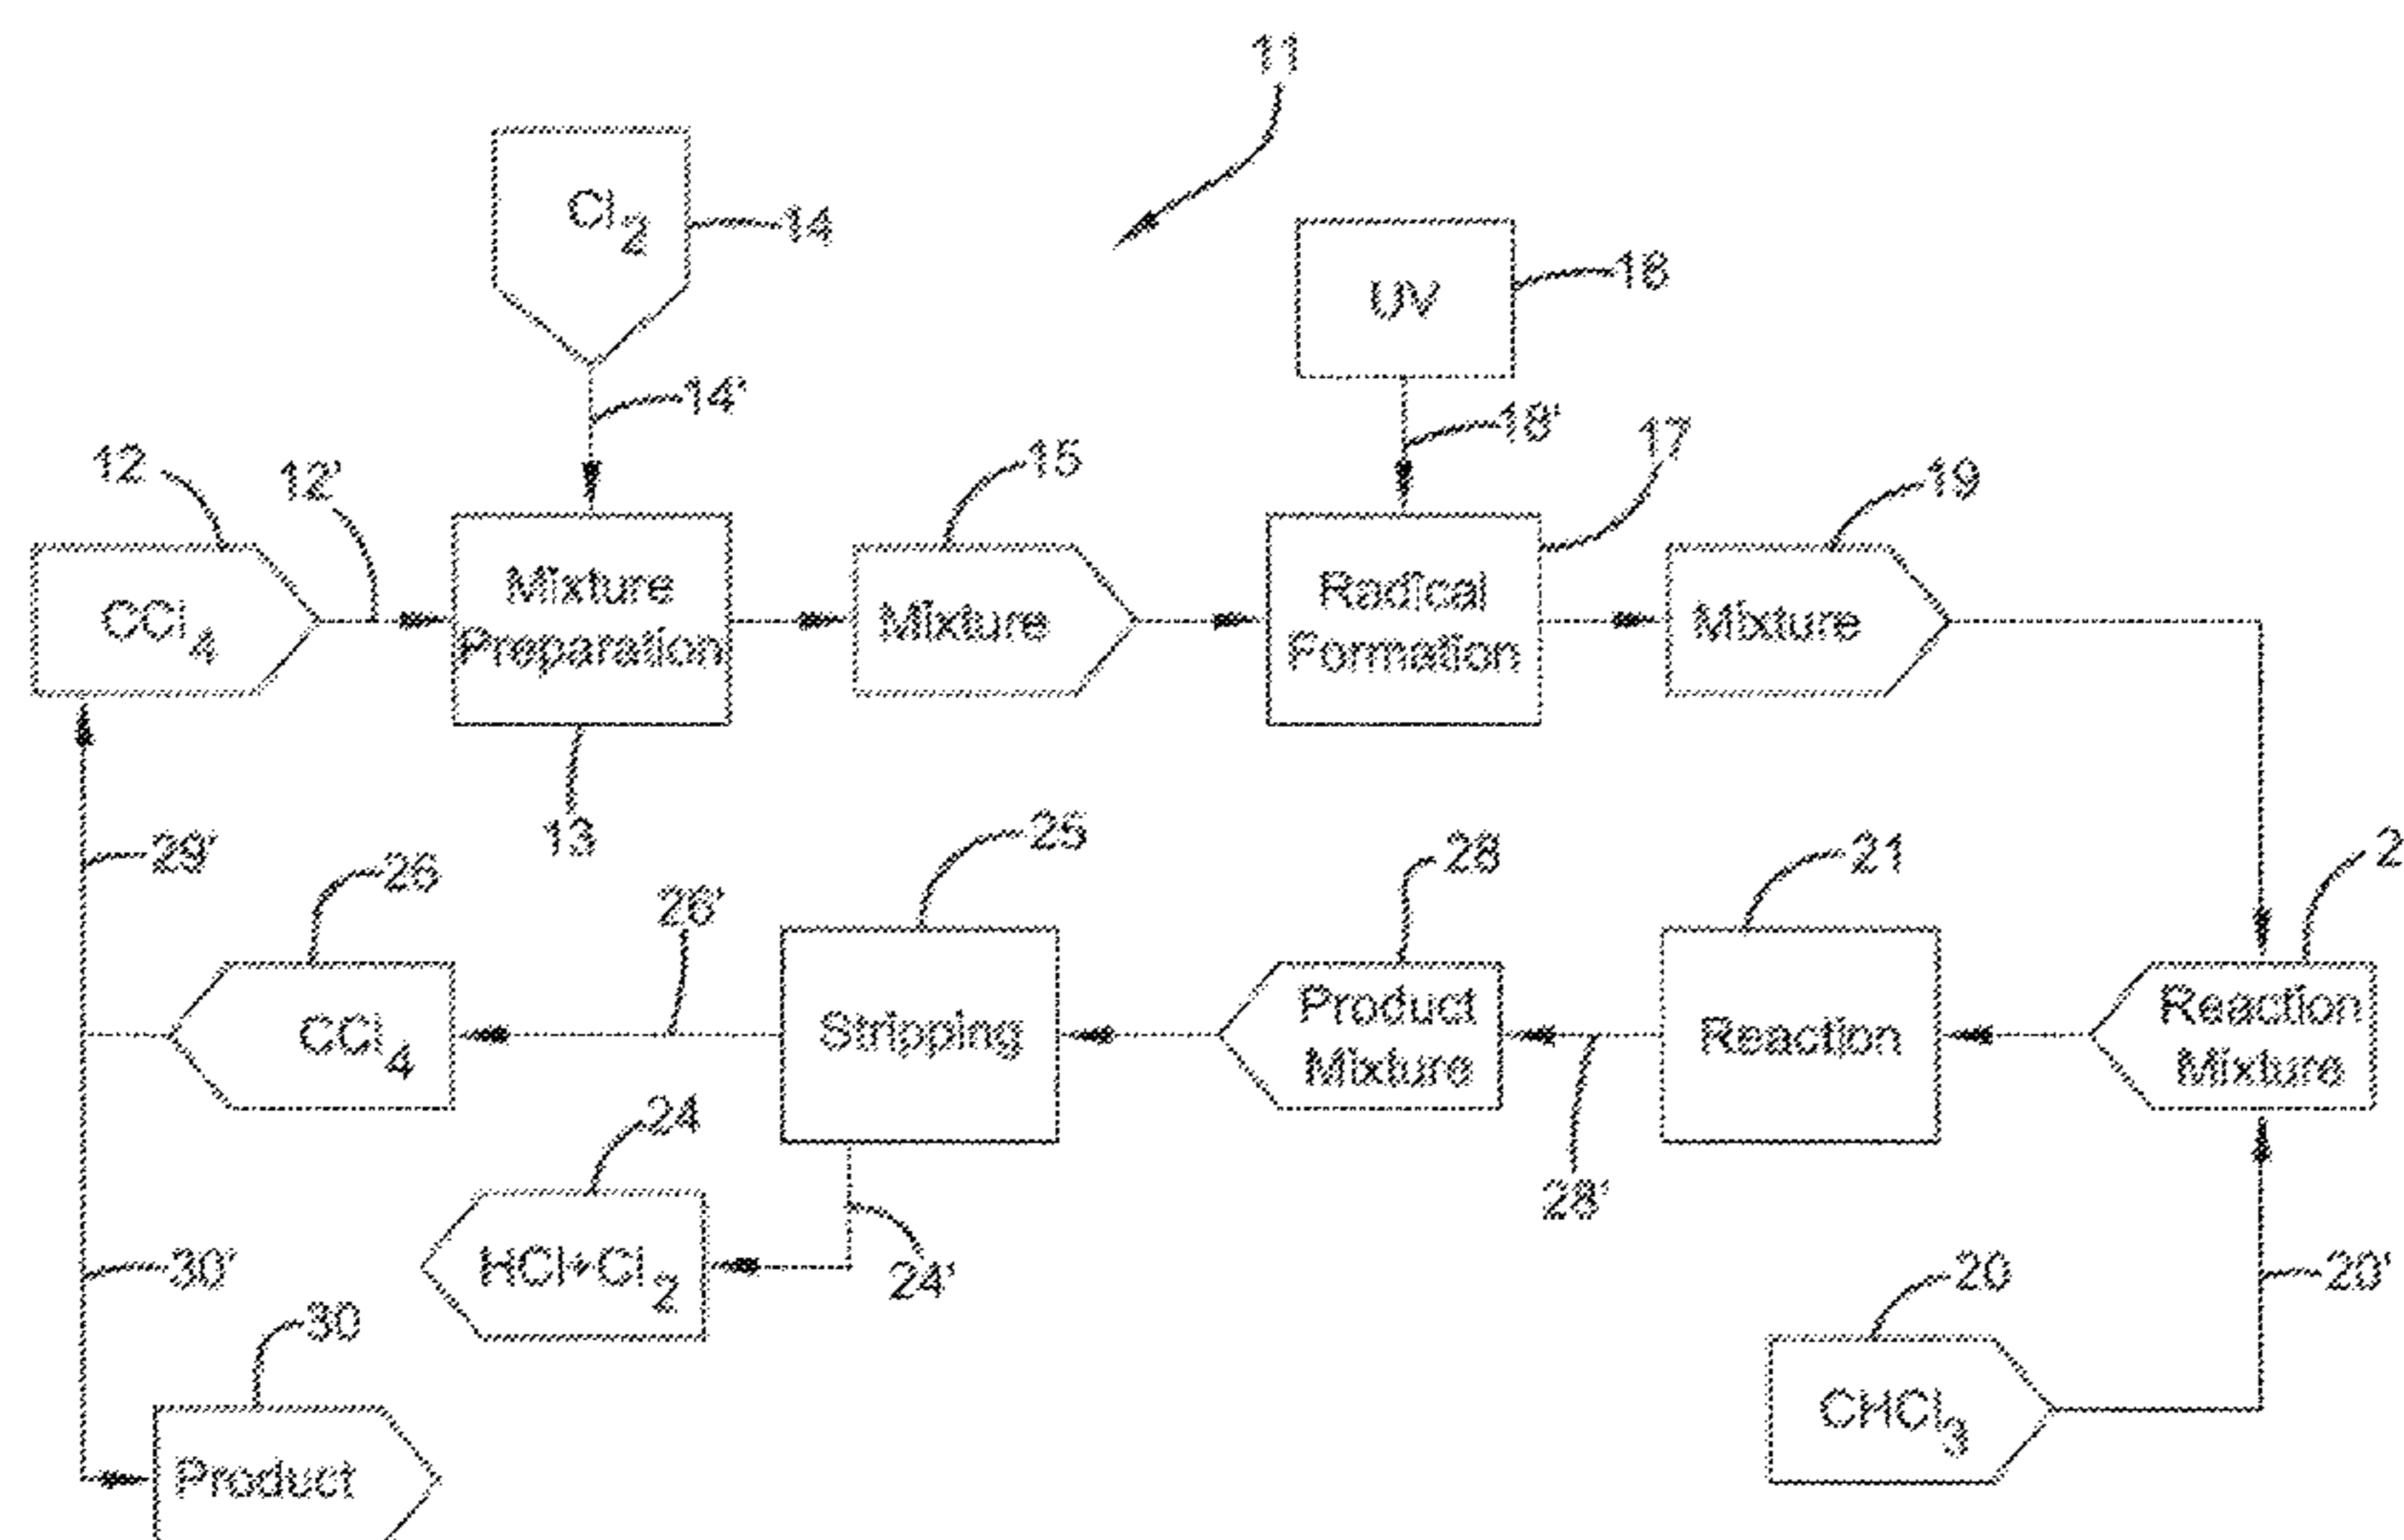 11
Cl2
14
UV
18
14'
18'
17
12
12'
15
19
CCl4
Mixture
Preparation
Mixture
Radical
Formation
Mixture
13
29'
26
26'
25
28
21
2
CCl4
Stripping
Product
Mixture
Reaction
Reaction
Mixture
24
28'
HCl+Cl2
24'
30'
30
20
20'
Product
CHCl3